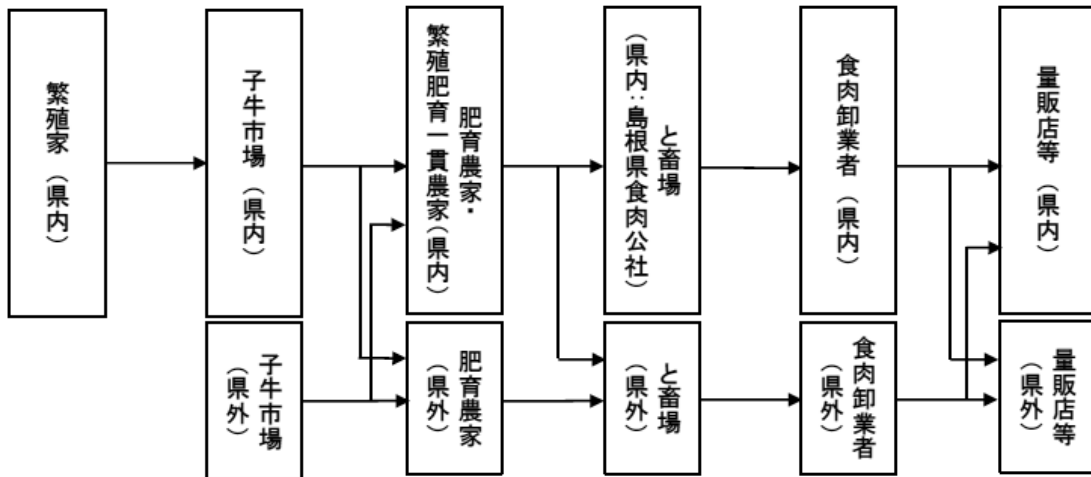 繁殖家（県内）
子牛市場（県内）
肥育農家・
繁殖肥育一貫農家（県内）
と畜場
（県内：島根県食肉公社）
食肉卸業者（県内）
量販店等（県内）
子牛市場
（県外）
肥育農家
（県外）
と畜場
（県外）
食肉卸業者
（県外）
量販店等
（県外）